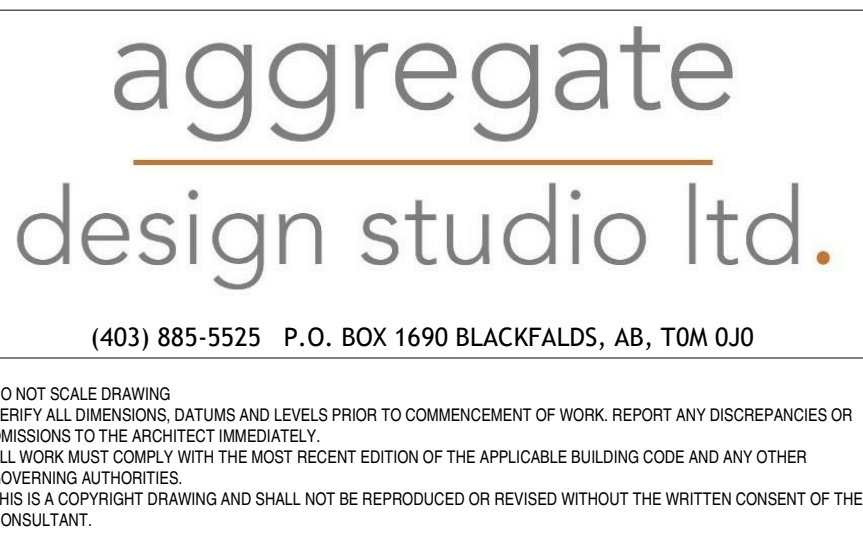 aggregate
design studio ltd.
(403) 885-5525 P.O. BOX 1690 BLACKFALDS, AB, T0M 0J0
O NOT SCALE DRAWING
ERIFY ALL DIMENSIONS, DATUMS AND LEVELS PRIOR TO COMMENCEMENT OF WORK. REPORT ANY DISCREPANCIES OR
MISSIONS TO THE ARCHITECT IMMEDIATELY.
LL WORK MUST COMPLY WITH THE MOST RECENT EDITION OF THE APPLICABLE BUILDING CODE AND ANY OTHER
OVERNING AUTHORITIES.
HIS IS A COPYRIGHT DRAWING AND SHALL NOT BE REPRODUCED OR REVISED WITHOUT THE WRITTEN CONSENT OF THE
ONSULTANT.